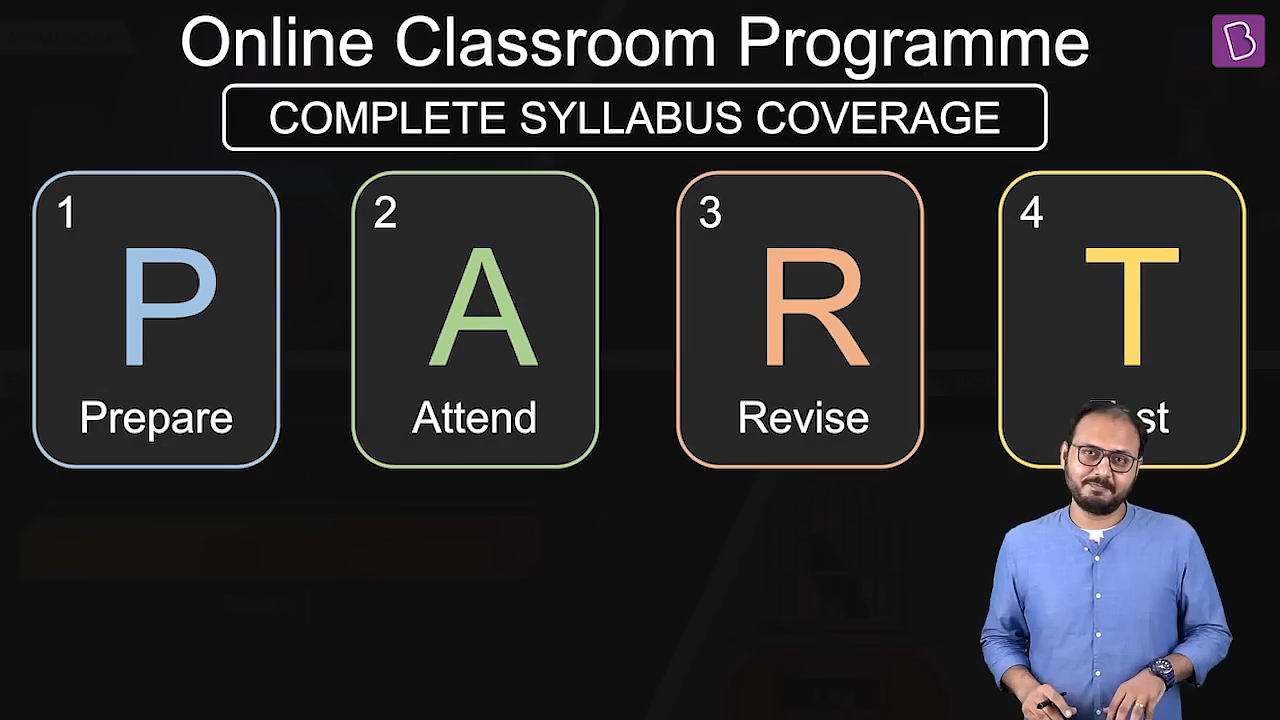 Online Classroom Programme
COMPLETE SYLLABUS COVERAGE
1
P
Prepare
2
A
Attend
3
R
Revise
4
T
B